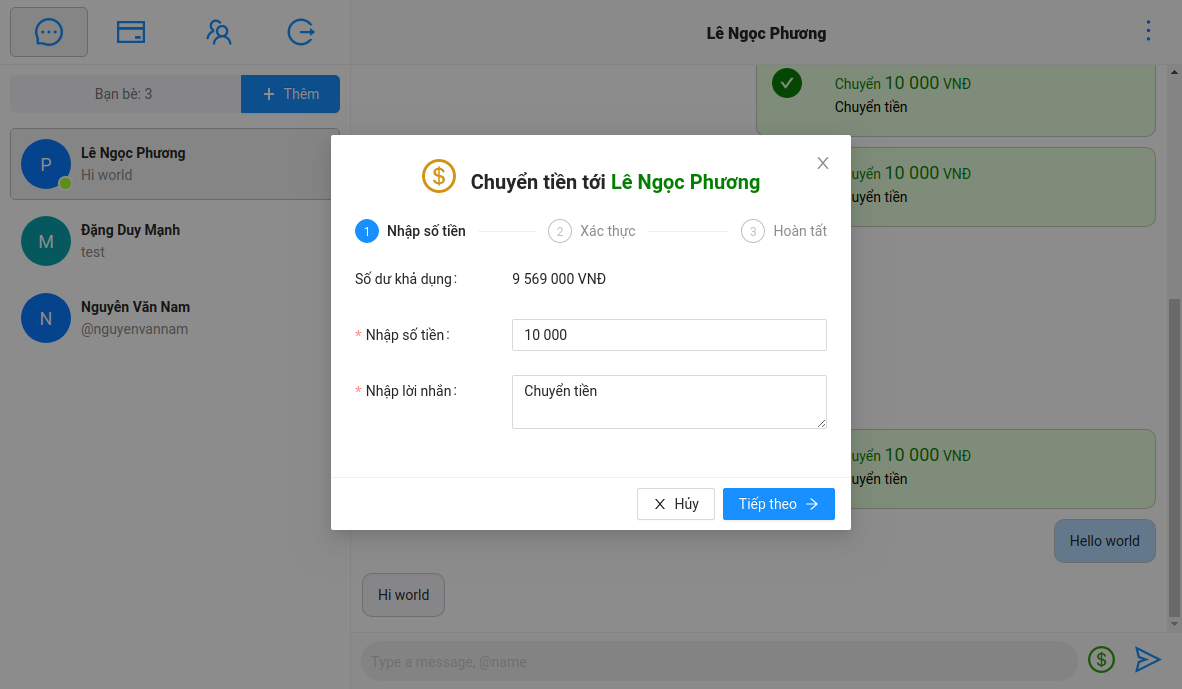 Lê Ngọc Phương
Bạn bè: 3
+ Thêm
P
Lê Ngọc Phương
Hi world
M
Đặng Duy Mạnh
test
N
Nguyễn Văn Nam
@nguyenvannam
Chuyển 10 000 VNĐ
Chuyển tiền
uyển 10 000 VNĐ
uyển tiền
$ Chuyển tiền tới Lê Ngọc Phương
1 Nhập số tiền
2 Xác thực
3 Hoàn tất
Số dư khả dụng: 9 569 000 VNĐ
* Nhập số tiền: 10 000
* Nhập lời nhắn: Chuyển tiền
Hủy
Tiếp theo
uyển 10 000 VNĐ
uyển tiền
Hello world
Hi world
Type a message, @name
$